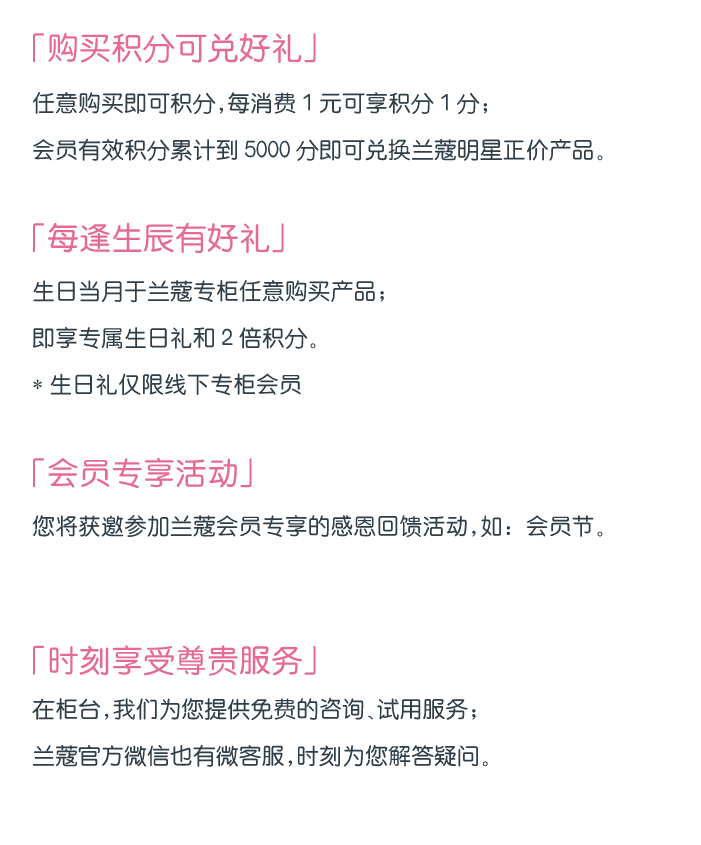 「购买积分可兑好礼」
任意购买即可积分,每消费 1 元可享积分 1 分；
会员有效积分累计到 5000 分即可兑换兰蔻明星正价产品。
「每逢生辰有好礼」
生日当月于兰蔻专柜任意购买产品；
即享专属生日礼和 2 倍积分。
* 生日礼仅限线下专柜会员
「会员专享活动」
您将获邀参加兰蔻会员专享的感恩回馈活动,如：会员节。
「时刻享受尊贵服务」
在柜台,我们为您提供免费的咨询、试用服务；
兰蔻官方微信也有微客服,时刻为您解答疑问。